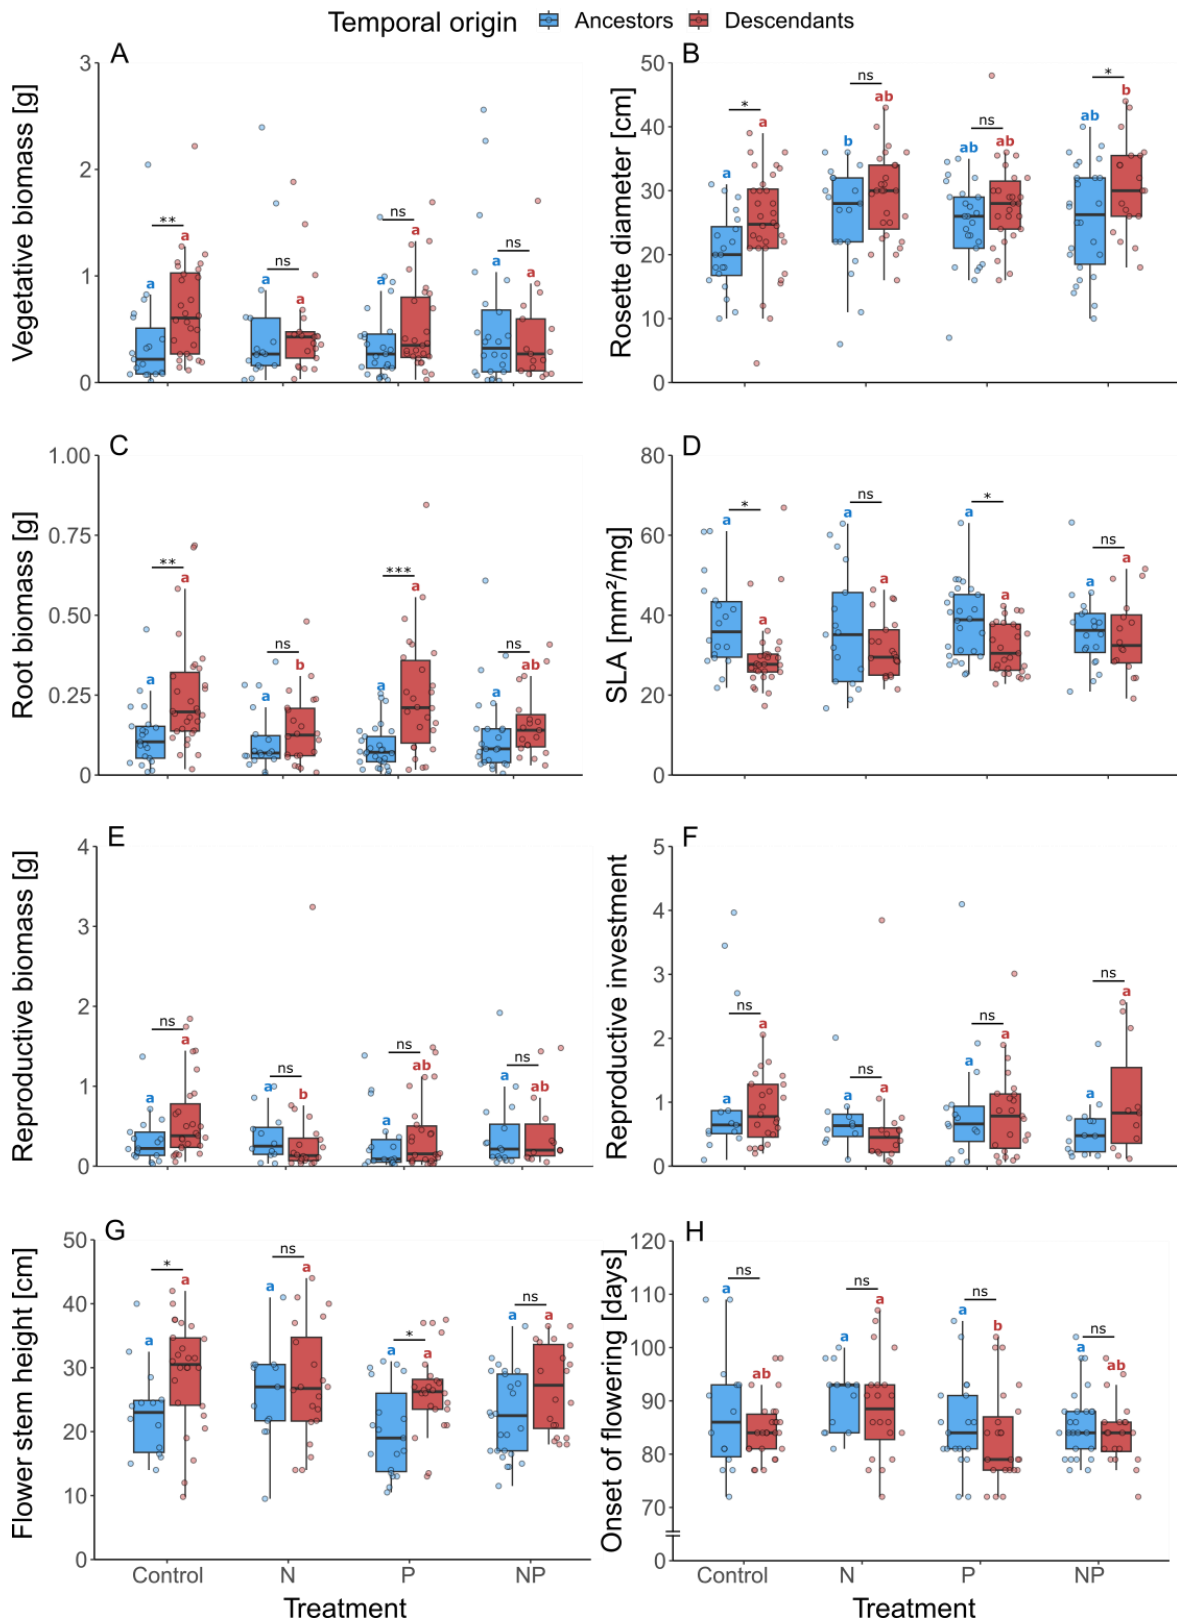 Temporal origin Ancestors Descendants
A
Vegetative biomass [g]
3
2
1
0
** ns ns ns
a a a a a a a a
B
Rosette diameter [cm]
50
40
30
20
10
0
* ns ns *
a a b ab ab ab ab b
C
Root biomass [g]
1.00
0.75
0.50
0.25
0
** ns *** ns
a a a b a a a ab
D
SLA [mm²/mg]
80
60
40
20
0
* ns * ns
a a a a a a a a
E
Reproductive biomass [g]
4
3
2
1
0
ns ns ns ns
a a a b a ab a ab
F
Reproductive investment
5
4
3
2
1
0
ns ns ns ns
a a a a a a a a
G
Flower stem height [cm]
50
40
30
20
10
0
* ns * ns
a a a a a a a a
Control N P NP
Treatment
H
Onset of flowering [days]
120
110
100
90
80
70
0
ns ns ns ns
a ab a a a b a ab
Control N P NP
Treatment